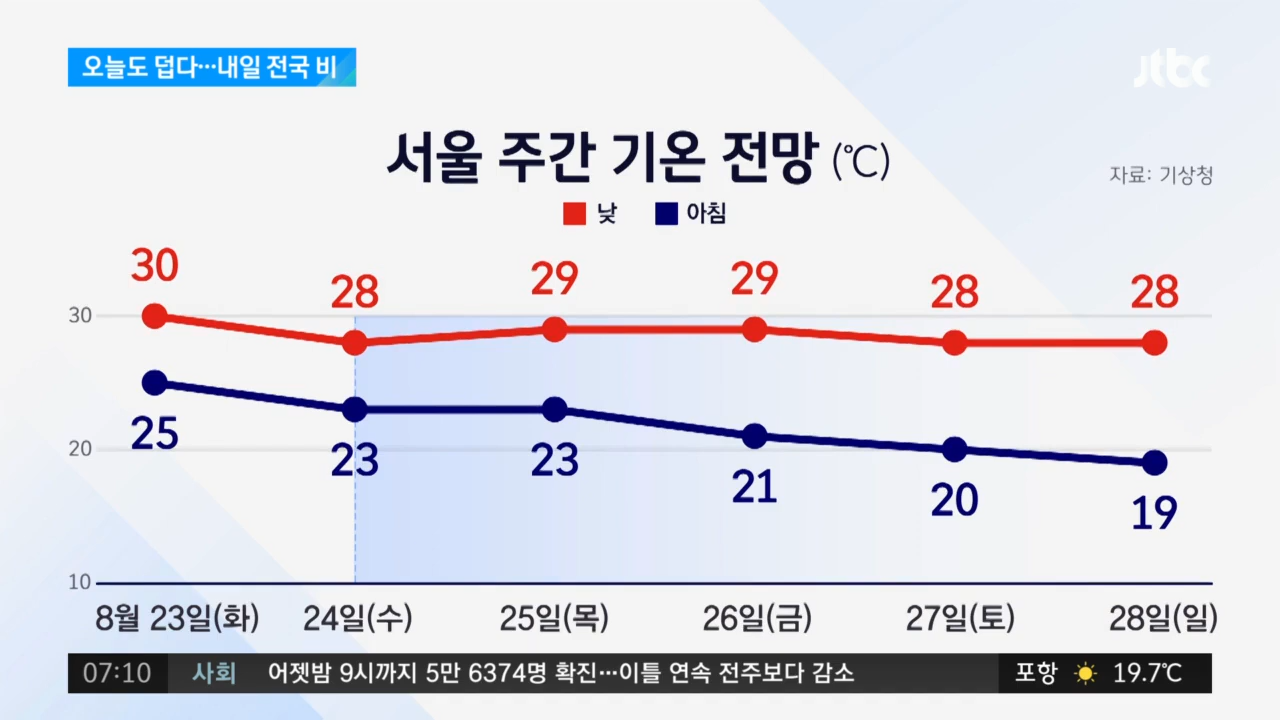 오늘도 덥다…내일 전국 비
jtbc
서울 주간 기온 전망 (℃)
자료: 기상청
낮 아침
30 28 29 29 28 28
30
25 23 23 21 20 19
20
10
8월 23일(화) 24일(수) 25일(목) 26일(금) 27일(토) 28일(일)
07:10 사회 어젯밤 9시까지 5만 6374명 확진…이틀 연속 전주보다 감소 포항 19.7℃